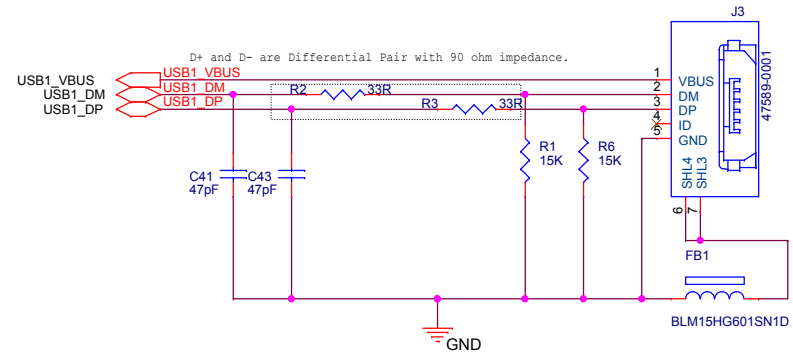 J3
D+ and D- are Differential Pair with 90 ohm impedance.
USB1_VBUS USB1_VBUS 1 VBUS
USB1_DM USB1_DM R2 33R 2 DM
USB1_DP USB1_DP R3 33R 3 DP
4 ID
5 GND
47589-0001
R1 R6
15K 15K
C41 C43
47pF 47pF
SHL4 SHL3
6 7
FB1
BLM15HG601SN1D
GND